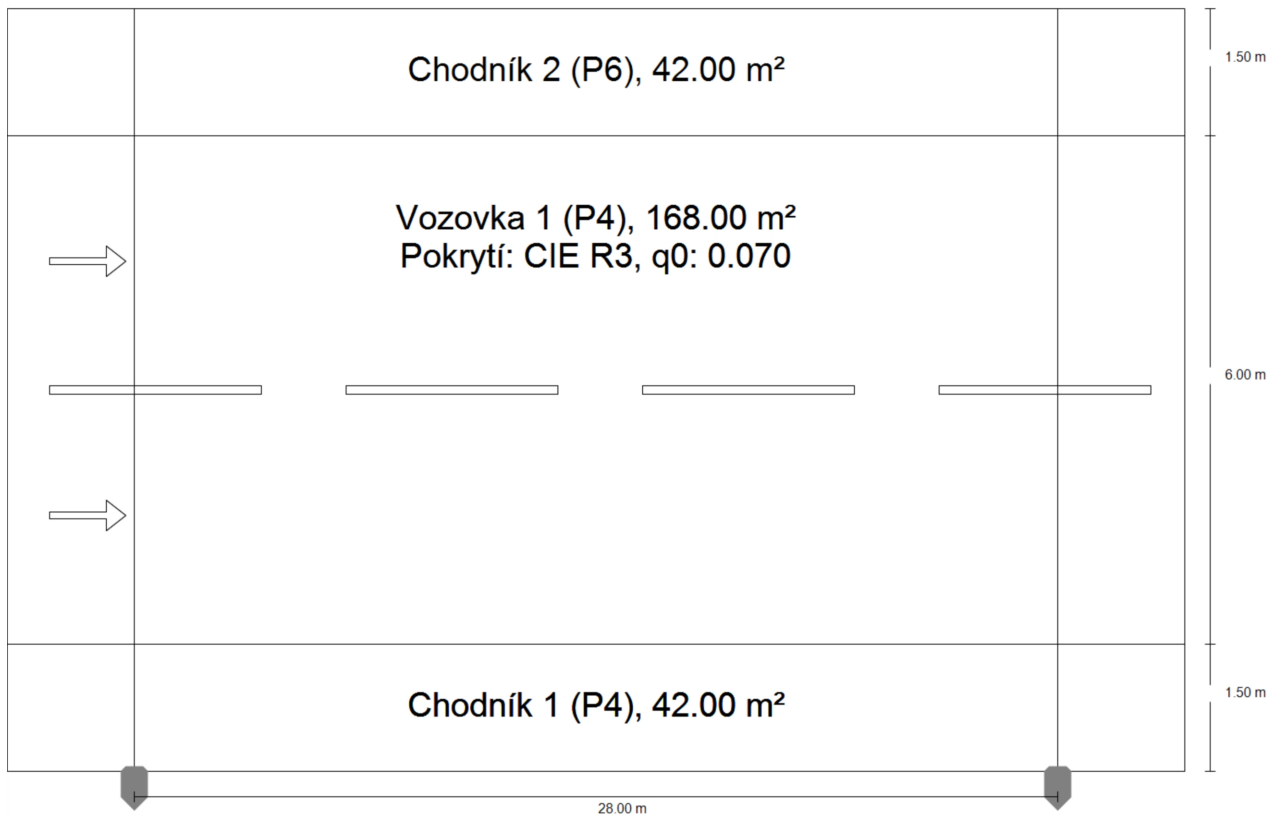 Chodník 2 (P6), 42.00 m²
1.50 m
Vozovka 1 (P4), 168.00 m²
Pokrytí: CIE R3, q0: 0.070
6.00 m
Chodník 1 (P4), 42.00 m²
1.50 m
28.00 m